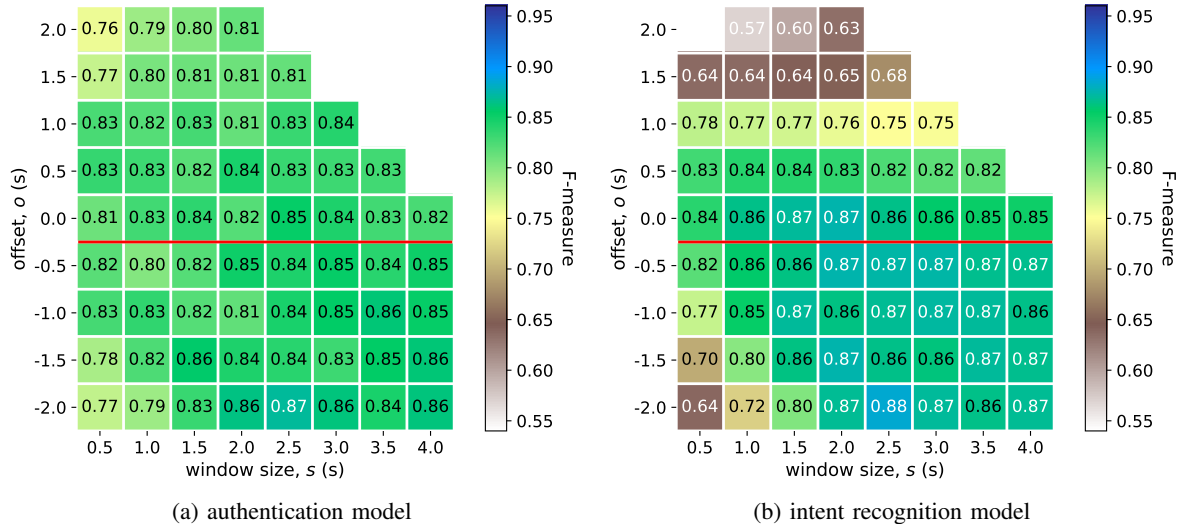 2.0 0.76 0.79 0.80 0.81
1.5 0.77 0.80 0.81 0.81 0.81
1.0 0.83 0.82 0.83 0.81 0.83 0.84
0.5 0.83 0.83 0.82 0.84 0.83 0.83 0.83
0.0 0.81 0.83 0.84 0.82 0.85 0.84 0.83 0.82
-0.5 0.82 0.80 0.82 0.85 0.84 0.85 0.84 0.85
-1.0 0.83 0.83 0.82 0.81 0.84 0.85 0.86 0.85
-1.5 0.78 0.82 0.86 0.84 0.84 0.83 0.85 0.86
-2.0 0.77 0.79 0.83 0.86 0.87 0.86 0.84 0.86
0.5 1.0 1.5 2.0 2.5 3.0 3.5 4.0
window size, s (s)
offset, o (s)
0.95
0.90
0.85
0.80
0.75
0.70
0.65
0.60
0.55
F-measure
(a) authentication model
2.0 0.57 0.60 0.63
1.5 0.64 0.64 0.64 0.65 0.68
1.0 0.78 0.77 0.77 0.76 0.75 0.75
0.5 0.83 0.84 0.84 0.83 0.82 0.82 0.82
0.0 0.84 0.86 0.87 0.87 0.86 0.86 0.85 0.85
-0.5 0.82 0.86 0.86 0.87 0.87 0.87 0.87 0.87
-1.0 0.77 0.85 0.87 0.86 0.87 0.87 0.87 0.86
-1.5 0.70 0.80 0.86 0.87 0.86 0.86 0.87 0.87
-2.0 0.64 0.72 0.80 0.87 0.88 0.87 0.86 0.87
0.5 1.0 1.5 2.0 2.5 3.0 3.5 4.0
window size, s (s)
offset, o (s)
0.95
0.90
0.85
0.80
0.75
0.70
0.65
0.60
0.55
F-measure
(b) intent recognition model